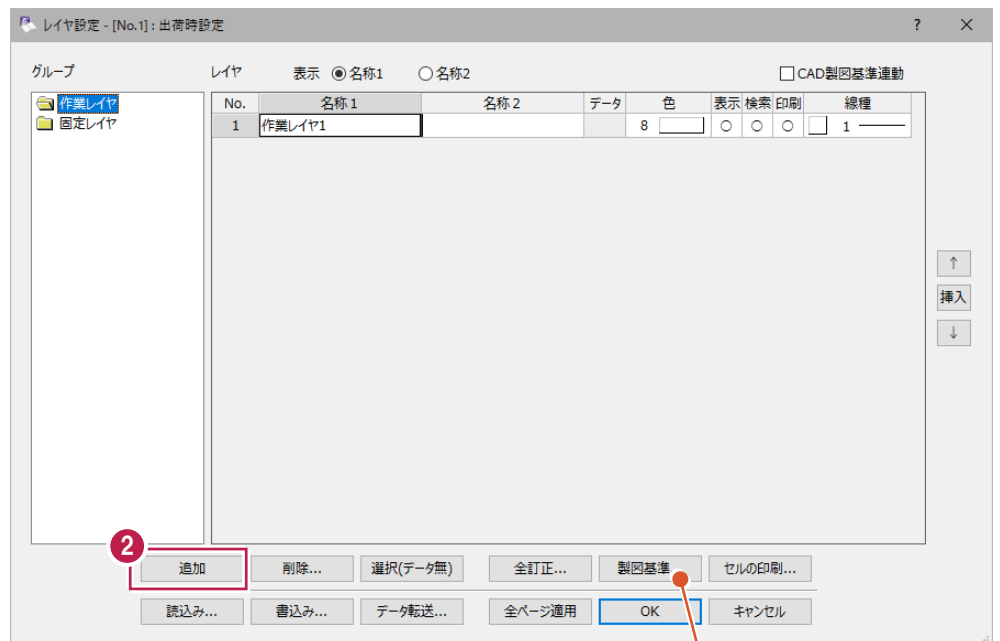 レイヤ設定 - [No.1] : 出荷時設定 ? ×
グループ レイヤ 表示 名称1 名称2 CAD製図基準連動
作業レイヤ
固定レイヤ
No. 名称 1 名称 2 データ 色 表示 検索 印刷 線種
1 作業レイヤ1 8 ○ ○ ○ 1
↑
挿入
↓
2
追加 削除... 選択(データ無) 全訂正... 製図基準 セルの印刷...
読込み... 書込み... データ転送... 全ページ適用 OK キャンセル